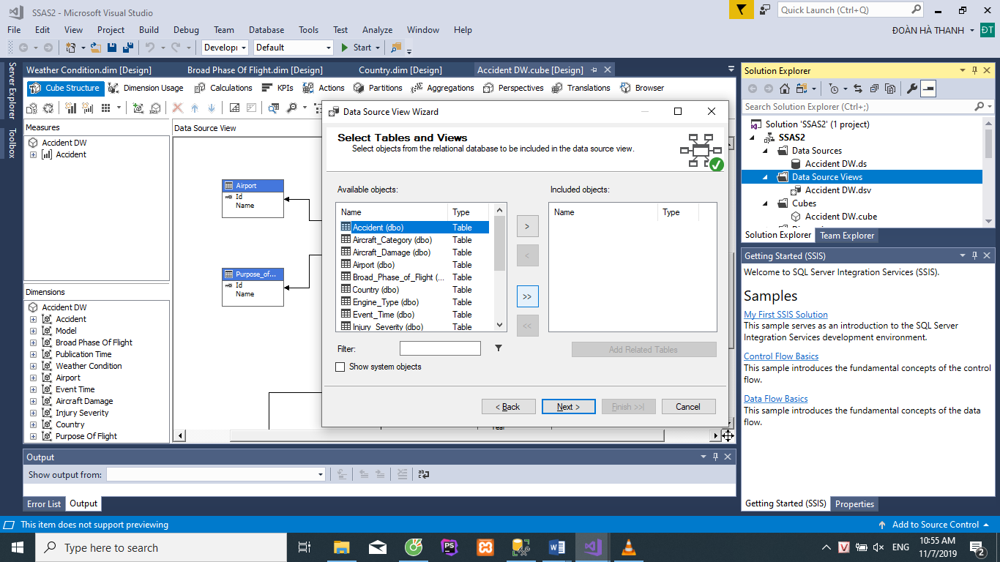 SSAS2 - Microsoft Visual Studio
Quick Launch (Ctrl+Q)
File Edit View Project Build Debug Team Database Tools Test Analyze Window Help
ĐOÀN HÀ THANH ĐT
Developı Default Start
Server Explorer
Toolbox
Weather Condition.dim [Design] Broad Phase Of Flight.dim [Design] Country.dim [Design] Accident DW.cube [Design]
Cube Structure Dimension Usage Calculations KPIs Actions Partitions Aggregations Perspectives Translations Browser
Measures
Accident DW
Accident
Dimensions
Accident DW
Accident
Model
Broad Phase Of Flight
Publication Time
Weather Condition
Airport
Event Time
Aircraft Damage
Injury Severity
Country
Purpose Of Flight
Data Source View
Airport
Id
Name
Purpose_of...
Id
Name
Year
Data Source View Wizard
Select Tables and Views
Select objects from the relational database to be included in the data source view.
Available objects:
Name Type
Accident (dbo) Table
Aircraft_Category (dbo) Table
Aircraft_Damage (dbo) Table
Airport (dbo) Table
Broad_Phase_of_Flight (... Table
Country (dbo) Table
Engine_Type (dbo) Table
Event_Time (dbo) Table
Injury_Severity (dbo) Table
>
<
>>
<<
Included objects:
Name Type
Filter:
Add Related Tables
Show system objects
< Back Next > Finish >>| Cancel
Solution Explorer
Search Solution Explorer (Ctrl+;)
Solution 'SSAS2' (1 project)
SSAS2
Data Sources
Accident DW.ds
Data Source Views
Accident DW.dsv
Cubes
Accident DW.cube
Solution Explorer Team Explorer
Getting Started (SSIS)
Welcome to SQL Server Integration Services (SSIS).
Samples
My First SSIS Solution
This sample serves as an introduction to the SQL Server
Integration Services development environment.
Control Flow Basics
This sample introduces the fundamental concepts of the control
flow.
Data Flow Basics
This sample introduces the fundamental concepts of the data
flow.
Getting Started (SSIS) Properties
Output
Show output from:
Error List Output
This item does not support previewing
Add to Source Control
Type here to search
PS
V
ENG
10:55 AM
11/7/2019
2